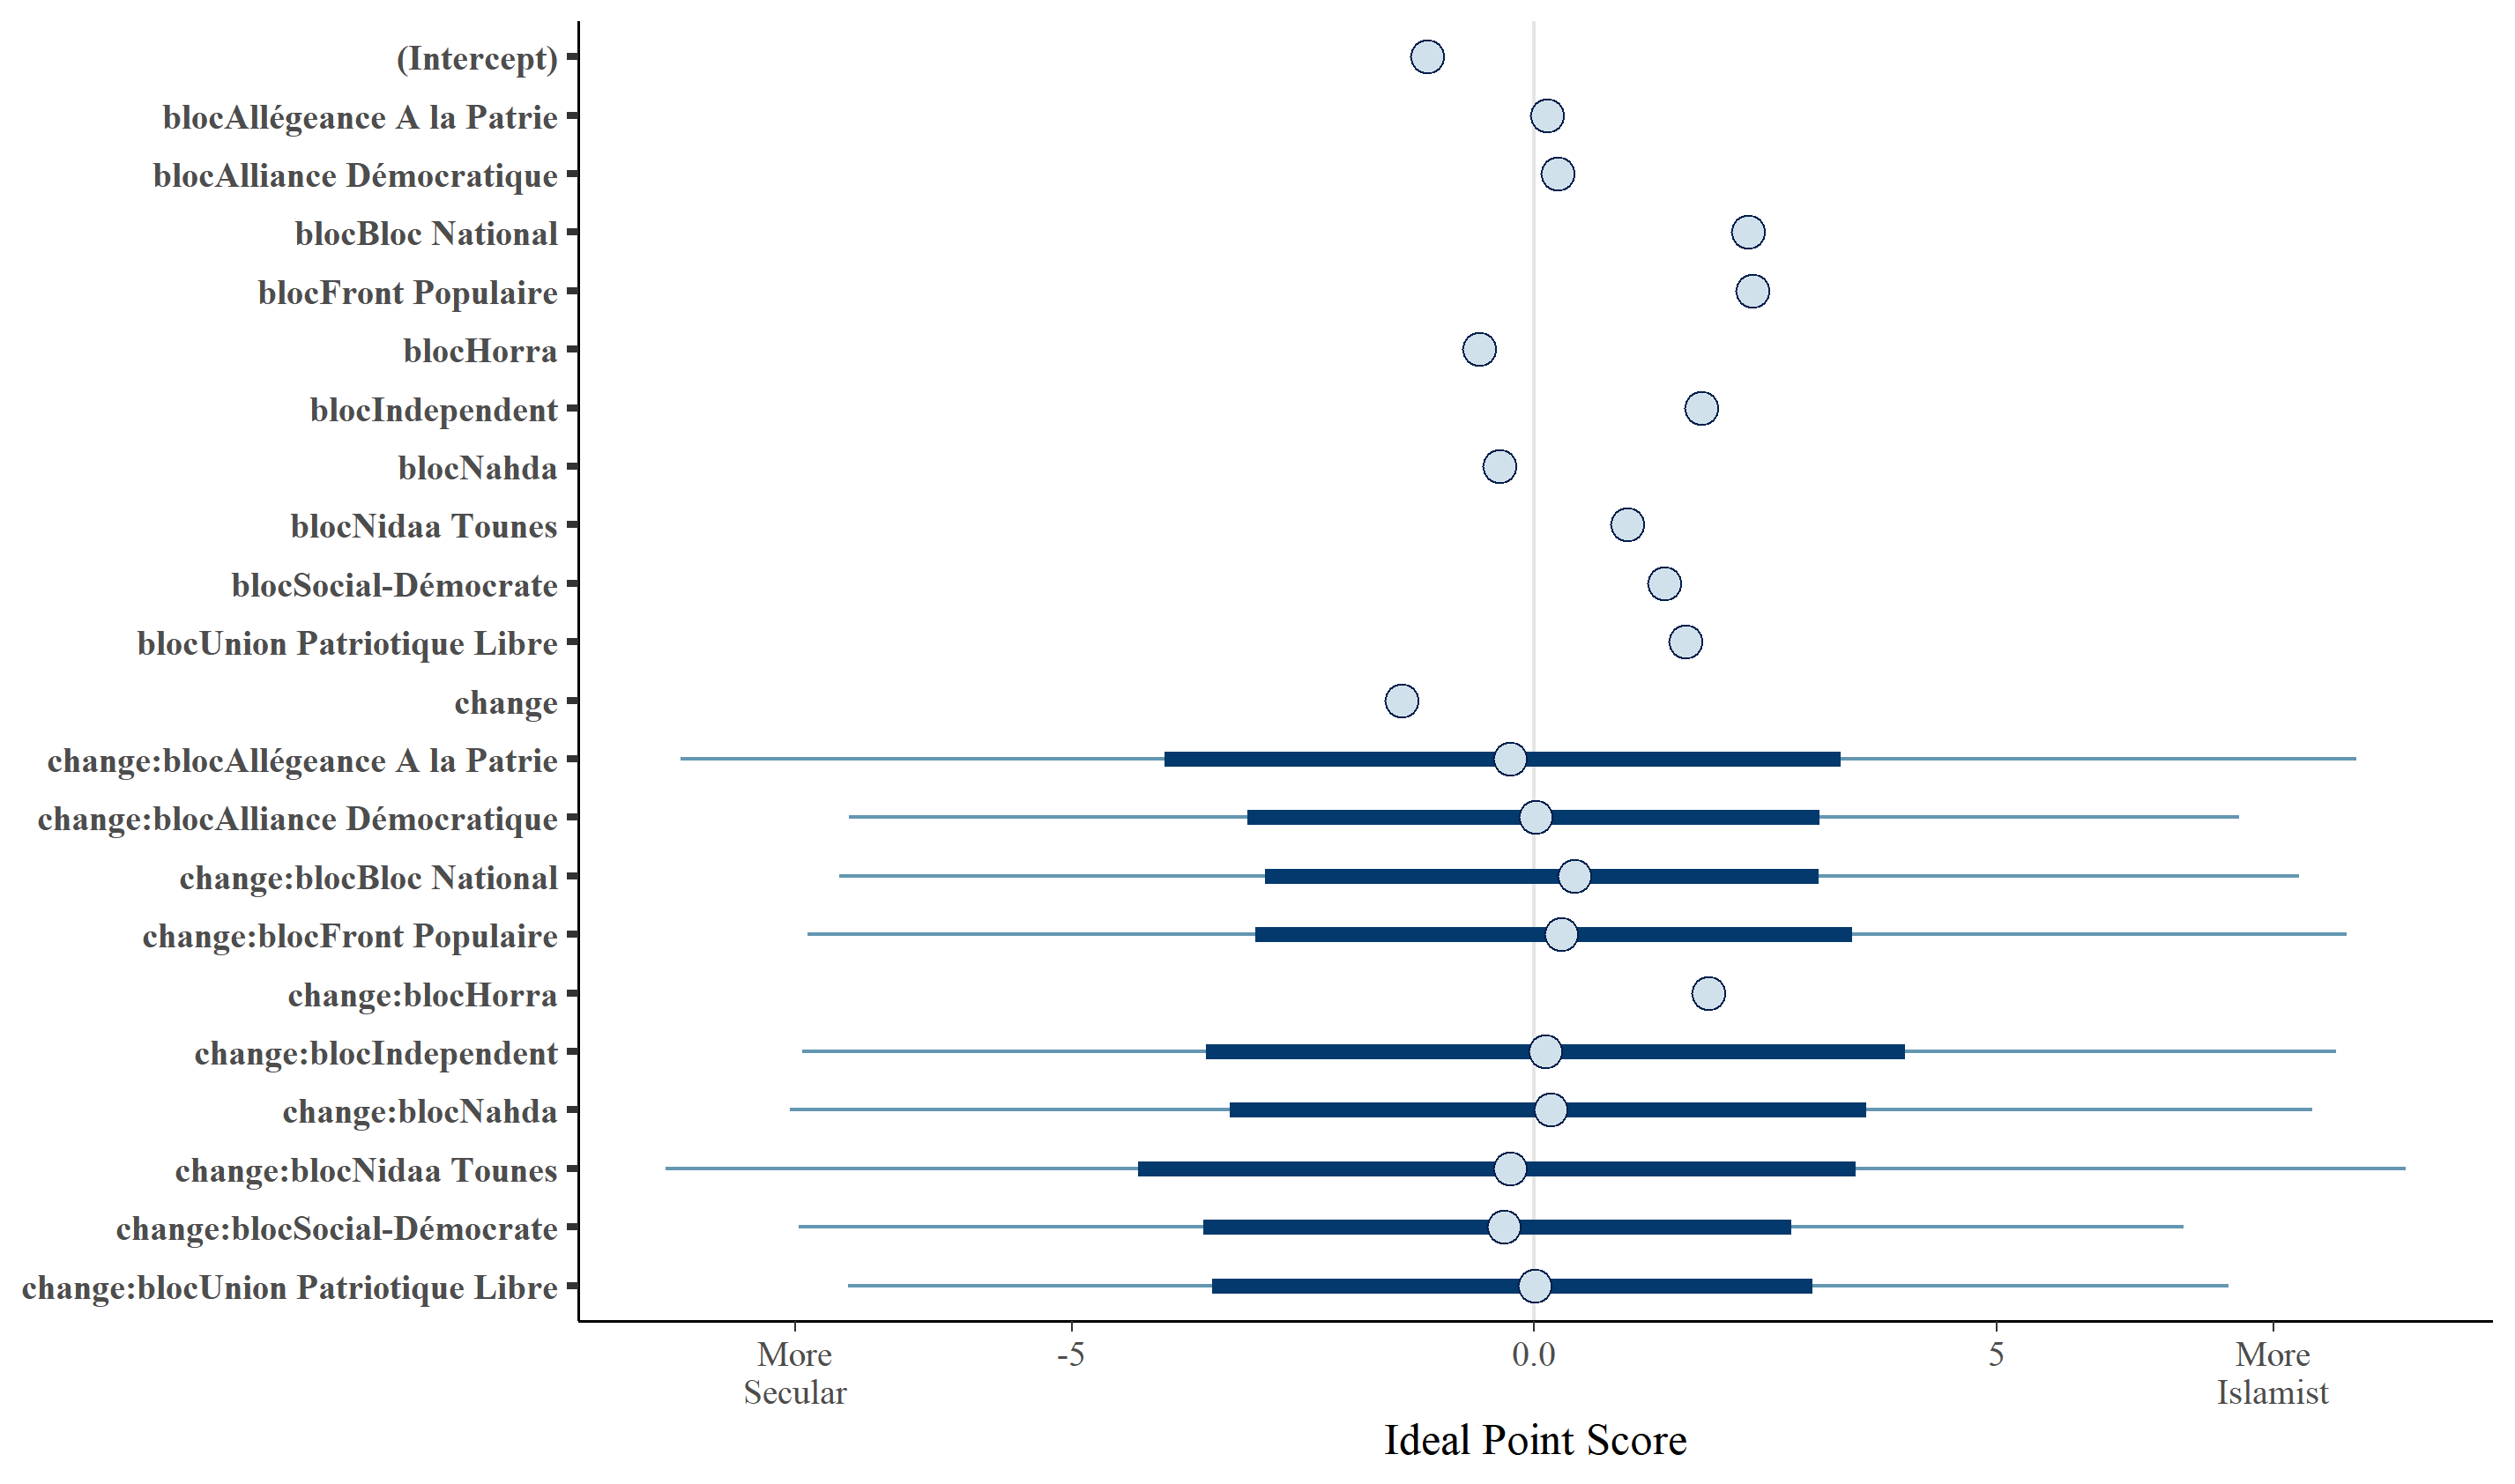 (Intercept)
blocAllégeance A la Patrie
blocAlliance Démocratique
blocBloc National
blocFront Populaire
blocHorra
blocIndependent
blocNahda
blocNidaa Tounes
blocSocial-Démocrate
blocUnion Patriotique Libre
change
change:blocAllégeance A la Patrie
change:blocAlliance Démocratique
change:blocBloc National
change:blocFront Populaire
change:blocHorra
change:blocIndependent
change:blocNahda
change:blocNidaa Tounes
change:blocSocial-Démocrate
change:blocUnion Patriotique Libre
More
Secular
-5
0.0
5
More
Islamist
Ideal Point Score